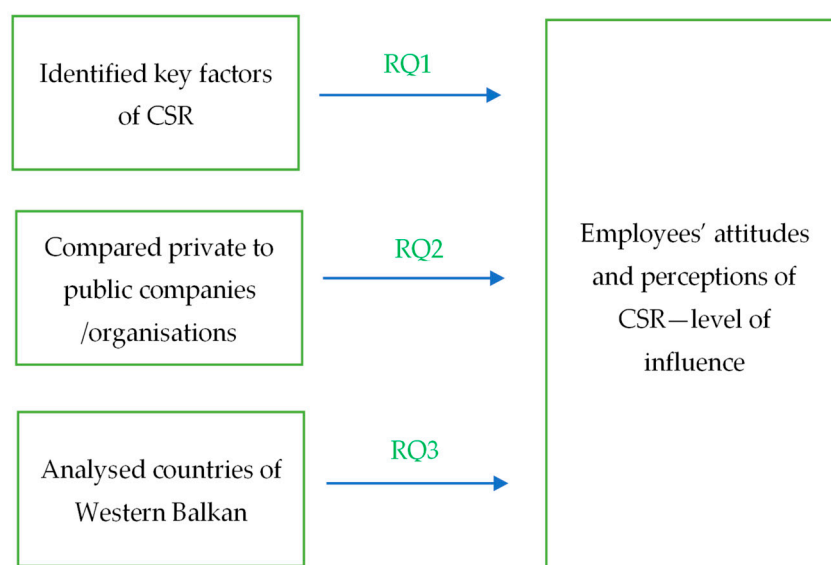 Identified key factors
of CSR
RQ1
Compared private to
public companies
/organisations
RQ2
Analysed countries of
Western Balkan
RQ3
Employees’ attitudes
and perceptions of
CSR—level of
influence